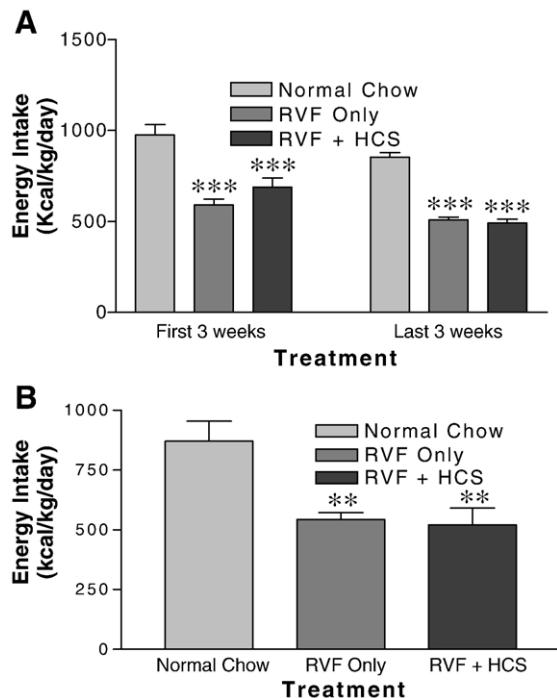 A
1500
1000
500
0
Energy Intake
(Kcal/kg/day)
Normal Chow
RVF Only
RVF + HCS
*** ***
*** ***
First 3 weeks Last 3 weeks
Treatment
B
1000
750
500
250
0
Energy Intake
(kcal/kg/day)
Normal Chow
RVF Only
RVF + HCS
** **
Normal Chow RVF Only RVF + HCS
Treatment